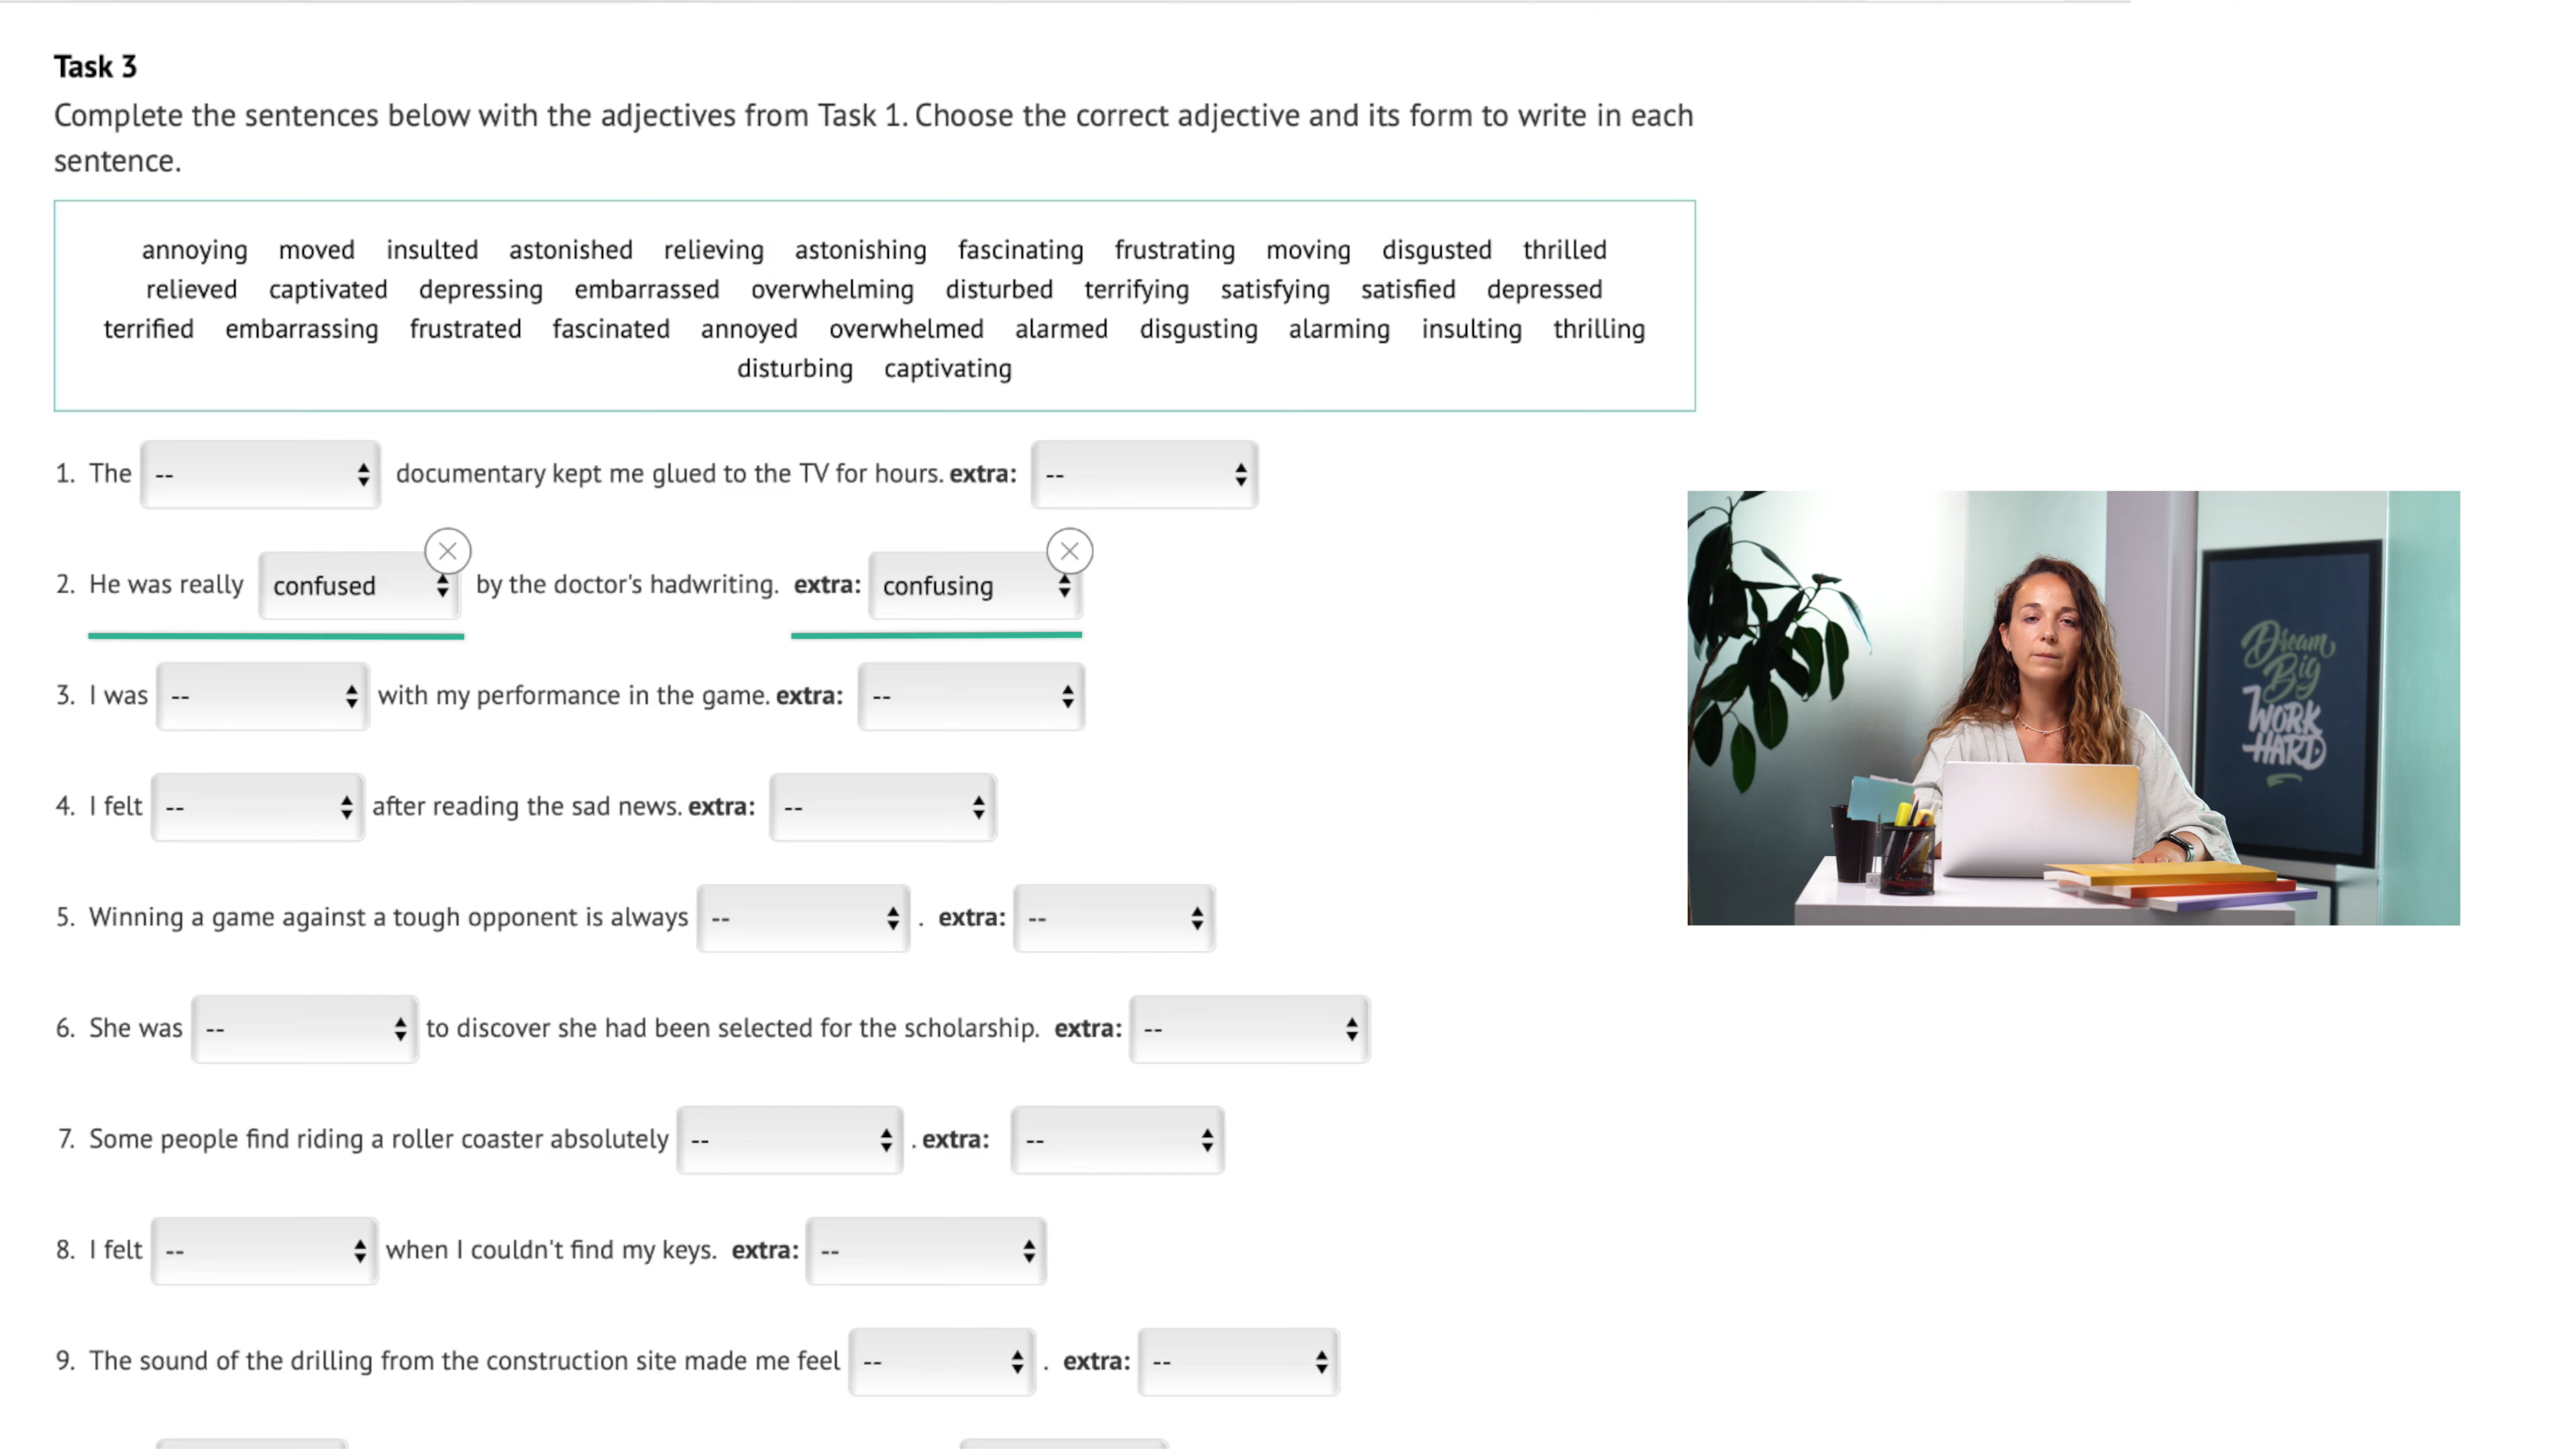 Task 3
Complete the sentences below with the adjectives from Task 1. Choose the correct adjective and its form to write in each
sentence.
annoying moved insulted astonished relieving astonishing fascinating frustrating moving disgusted thrilled
relieved captivated depressing embarrassed overwhelming disturbed terrifying satisfying satisfied depressed
terrified embarrassing frustrated fascinated annoyed overwhelmed alarmed disgusting alarming insulting thrilling
disturbing captivating
1. The -- documentary kept me glued to the TV for hours. extra: --
2. He was really confused by the doctor's hadwriting. extra: confusing
3. I was -- with my performance in the game. extra: --
4. I felt -- after reading the sad news. extra: --
5. Winning a game against a tough opponent is always -- . extra: --
6. She was -- to discover she had been selected for the scholarship. extra: --
7. Some people find riding a roller coaster absolutely -- . extra: --
8. I felt -- when I couldn't find my keys. extra: --
9. The sound of the drilling from the construction site made me feel -- . extra: --
Dream
Big
WORK
HARD